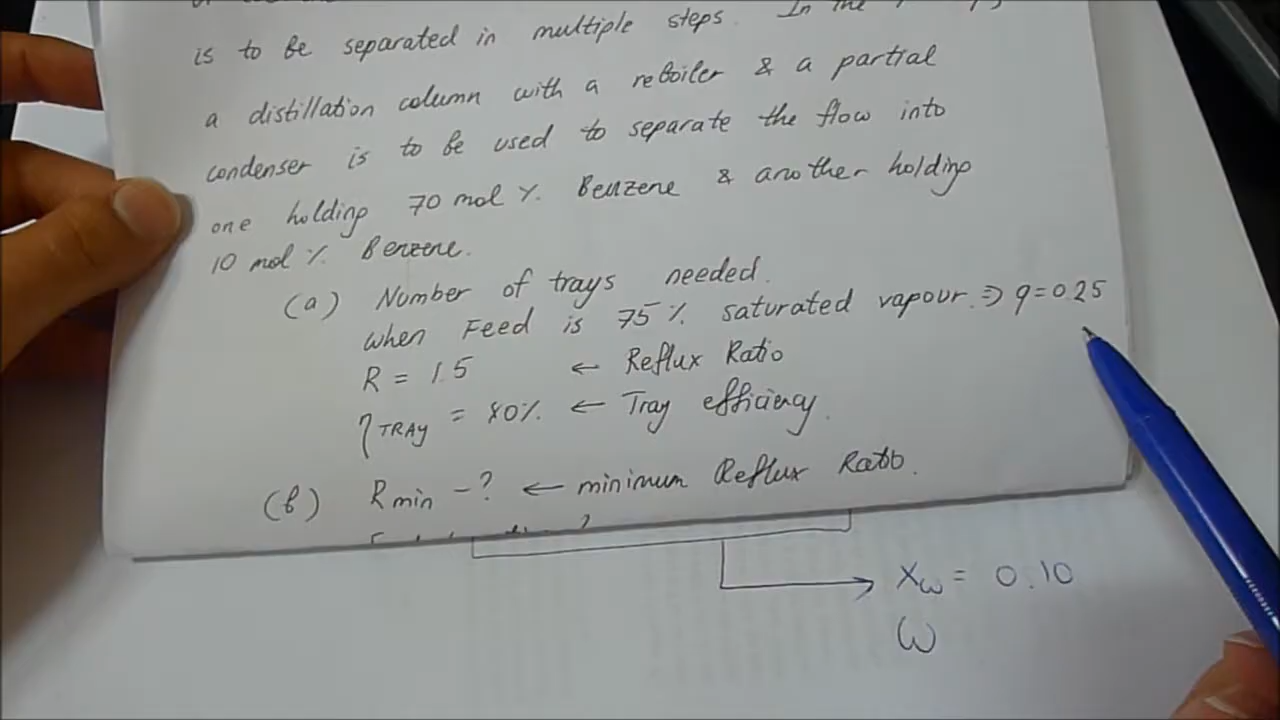 is to be separated in multiple steps. In the
a distillation column with a reboiler & a partial
condenser is to be used to separate the flow into
one holding 70 mol %. Benzene & another holding
10 mol %. Benzene.
(a) Number of trays needed.
when Feed is 75 %. saturated vapour. => q=0.25
R = 1.5 ← Reflux Ratio
ηTRAY = 80%. ← Tray efficiency.
(b) Rmin -? ← minimum Reflux Ratio.
xw = 0.10
W